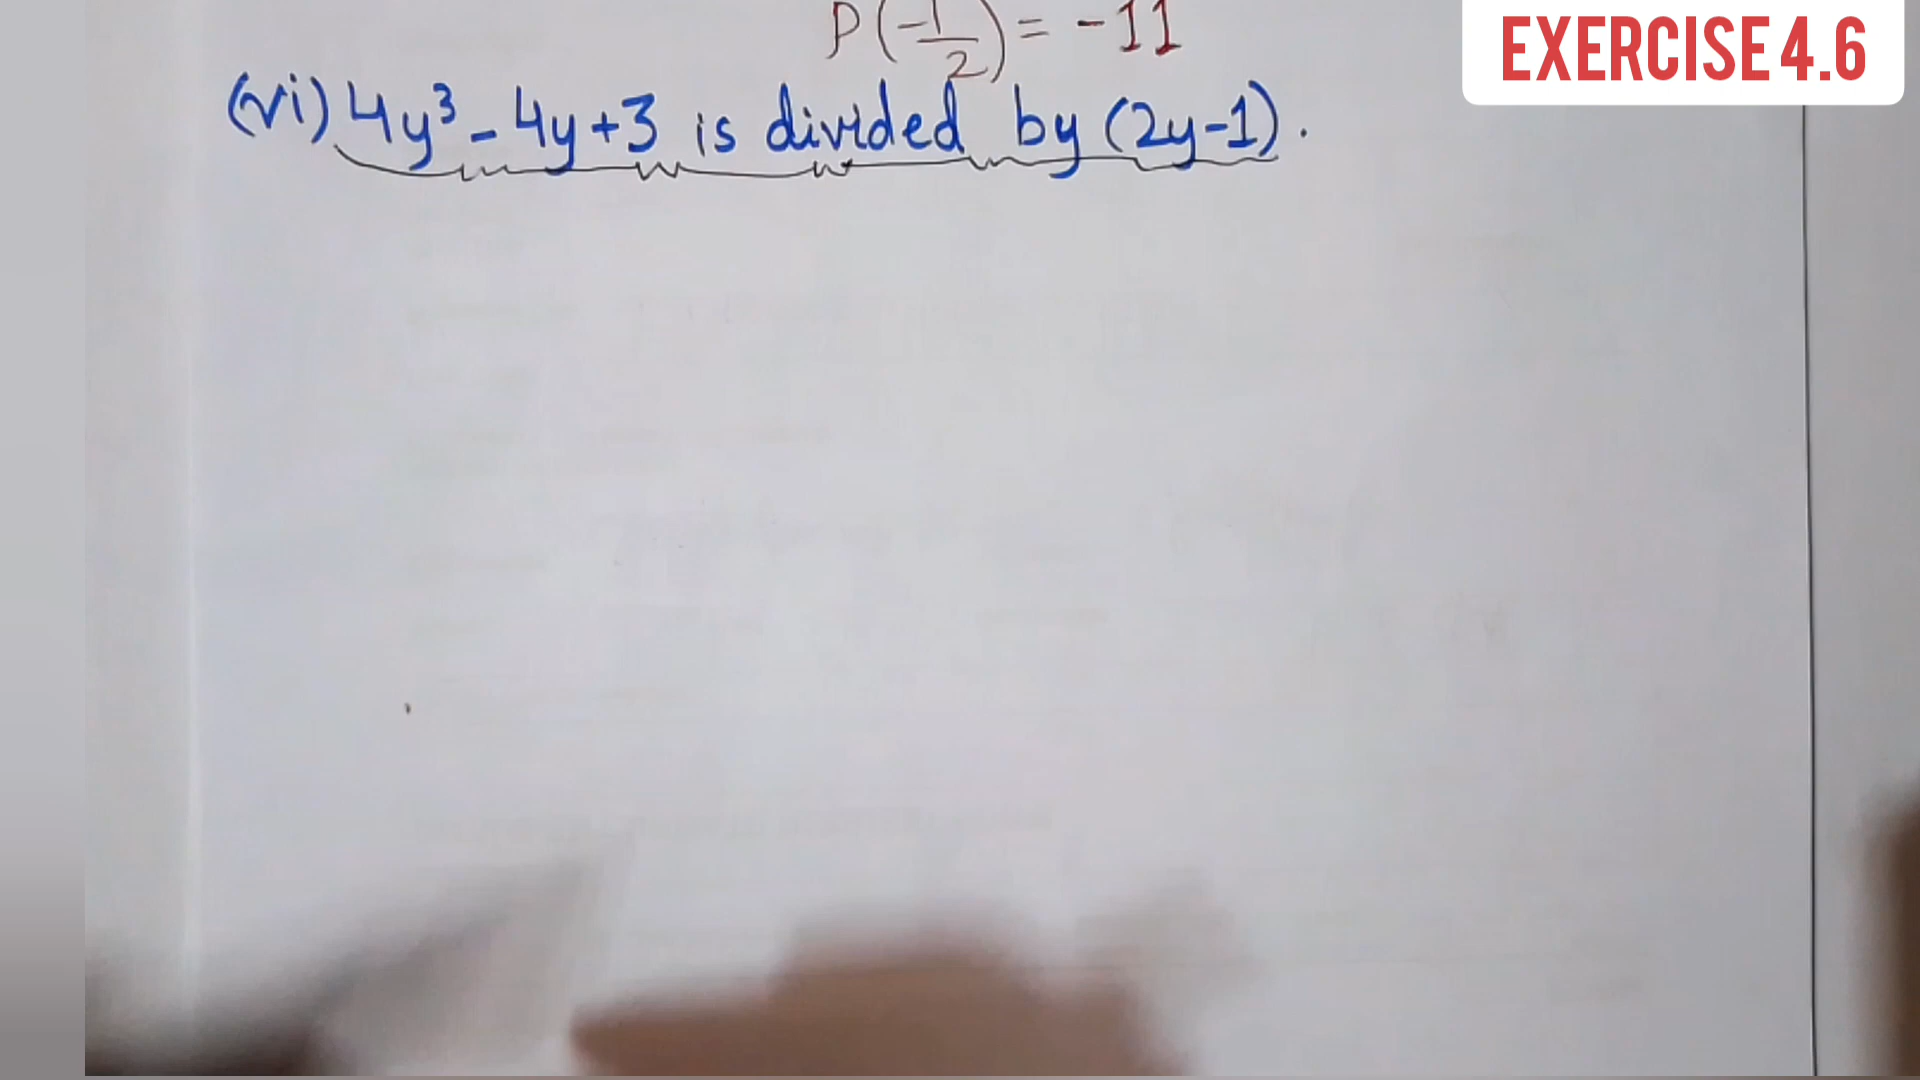 P(-1/2) = -11
EXERCISE 4.6
(vi) 4y³ - 4y + 3 is divided by (2y-1).